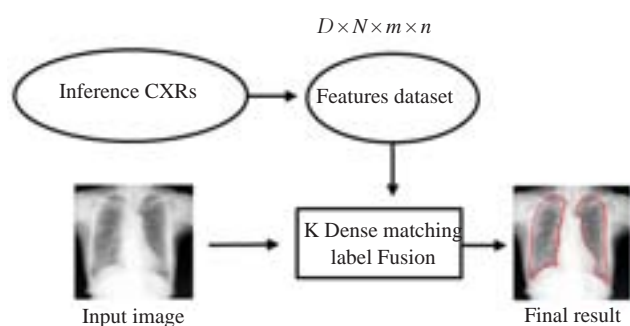 D×N×m×n
Inference CXRs
Features dataset
K Dense matching
label Fusion
Input image
Final result